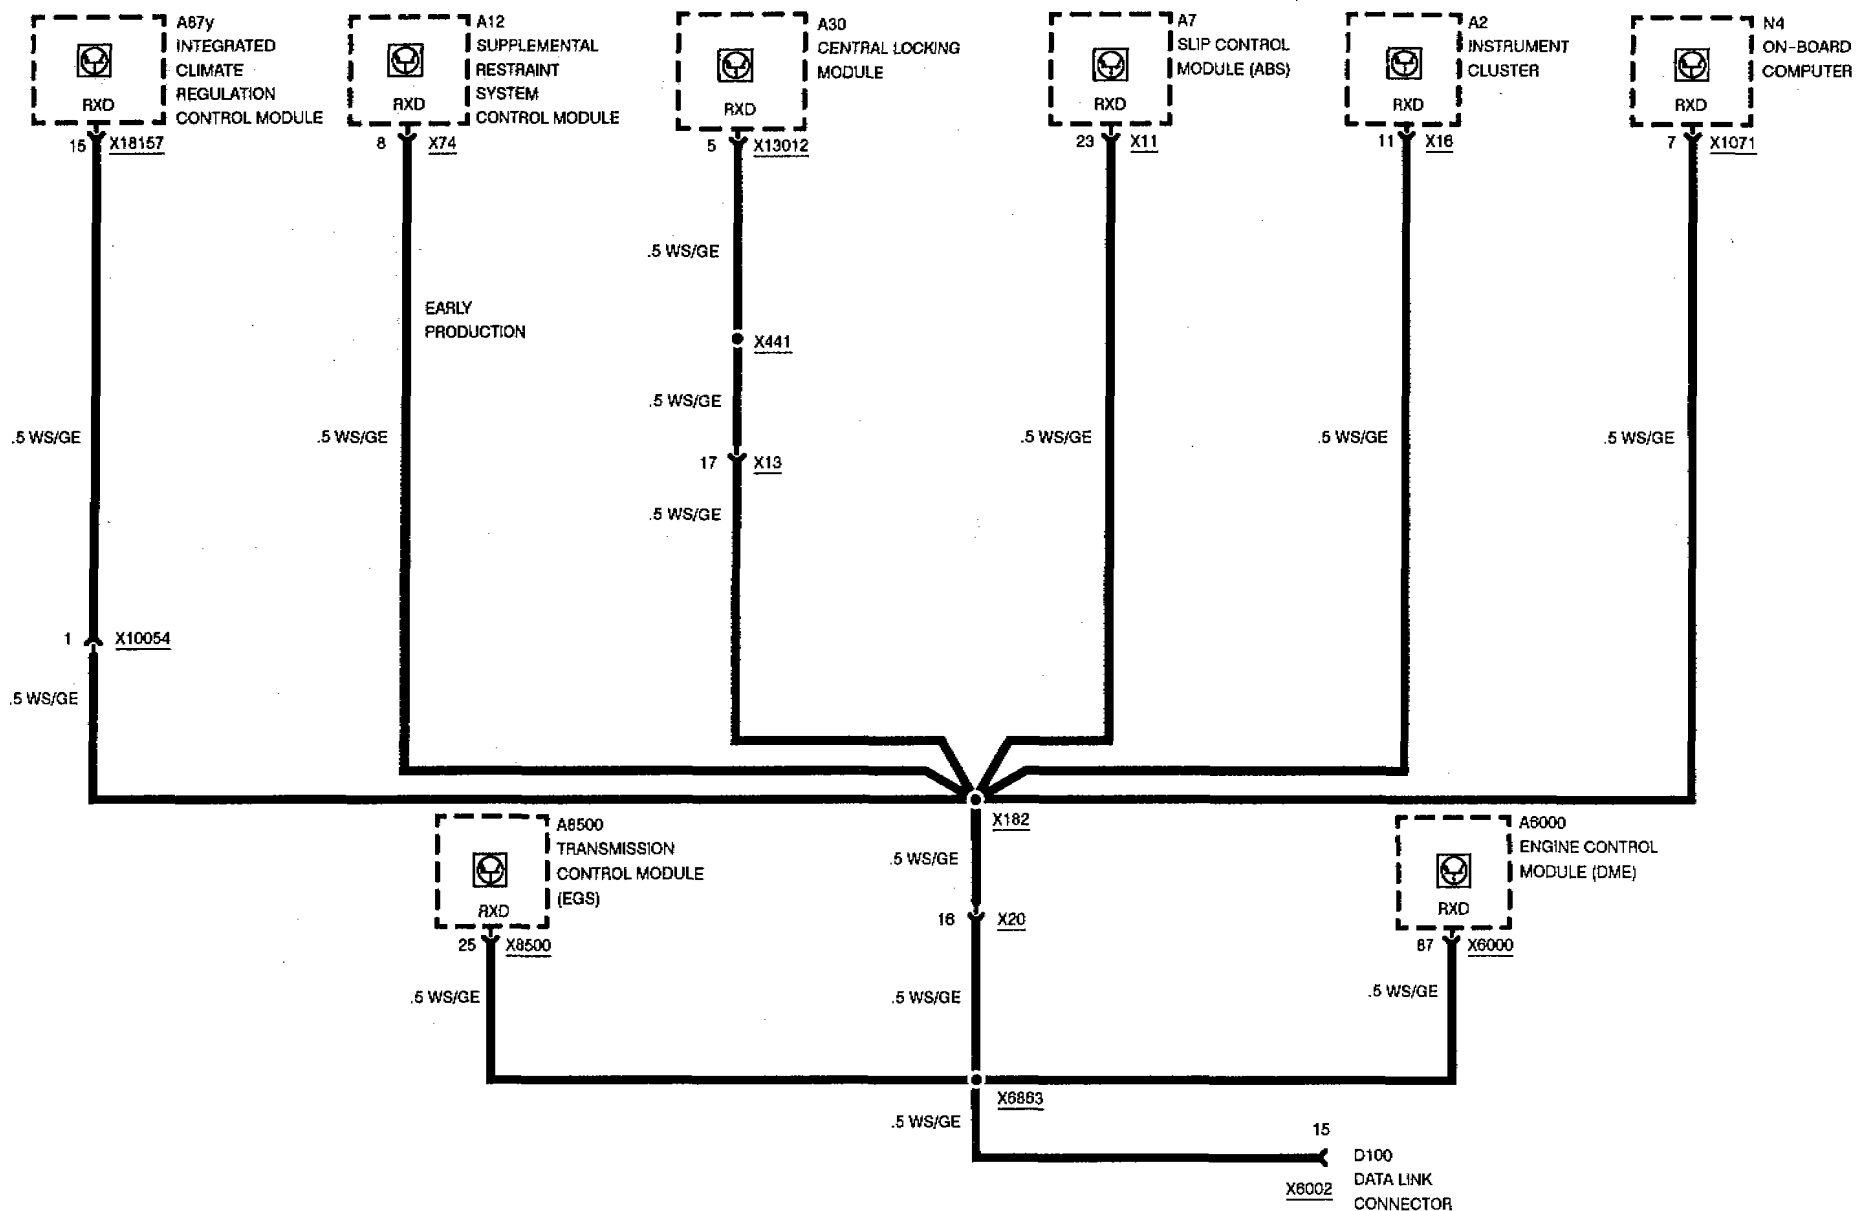 A67y
INTEGRATED
CLIMATE
REGULATION
CONTROL MODULE
RXD
15 X18157
A12
SUPPLEMENTAL
RESTRAINT
SYSTEM
CONTROL MODULE
RXD
8 X74
A30
CENTRAL LOCKING
MODULE
RXD
5 X13012
A7
SLIP CONTROL
MODULE (ABS)
RXD
23 X11
A2
INSTRUMENT
CLUSTER
RXD
11 X16
N4
ON-BOARD
COMPUTER
RXD
7 X1071
.5 WS/GE
EARLY
PRODUCTION
X441
.5 WS/GE
.5 WS/GE
.5 WS/GE
.5 WS/GE
.5 WS/GE
.5 WS/GE
.5 WS/GE
17 X13
.5 WS/GE
1 X10054
.5 WS/GE
X182
A8500
TRANSMISSION
CONTROL MODULE
(EGS)
RXD
25 X8500
.5 WS/GE
16 X20
A6000
ENGINE CONTROL
MODULE (DME)
RXD
87 X6000
.5 WS/GE
.5 WS/GE
.5 WS/GE
X6863
.5 WS/GE
15
D100
DATA LINK
CONNECTOR
X6002